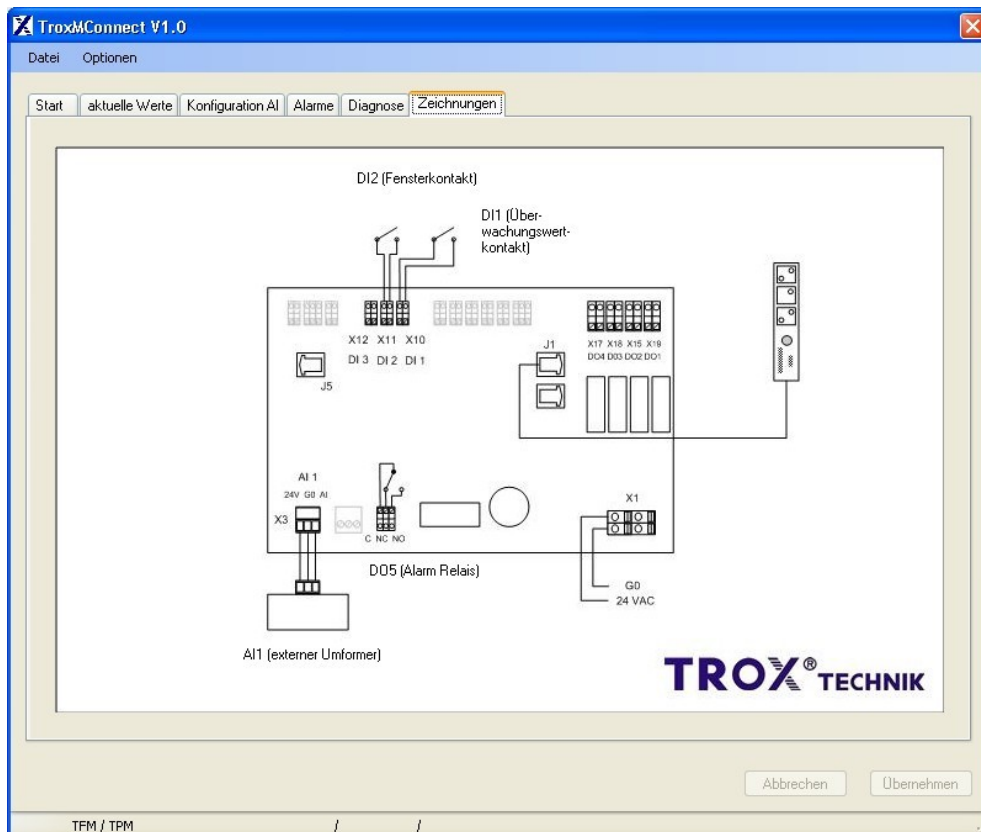 TroxMConnect V1.0
Datei Optionen
Start aktuelle Werte Konfiguration AI Alarme Diagnose Zeichnungen
DI2 (Fensterkontakt)
DI1 (Über-
wachungswert-
kontakt)
X12 X11 X10
DI 3 DI 2 DI 1
J5
J1
X17 X18 X15 X19
DO4 DO3 DO2 DO1
AI 1
24V G0 AI
X3
C NC NO
DO5 (Alarm Relais)
X1
G0
24 VAC
AI1 (externer Umformer)
TROX® TECHNIK
Abbrechen Übernehmen
TFM / TPM / /